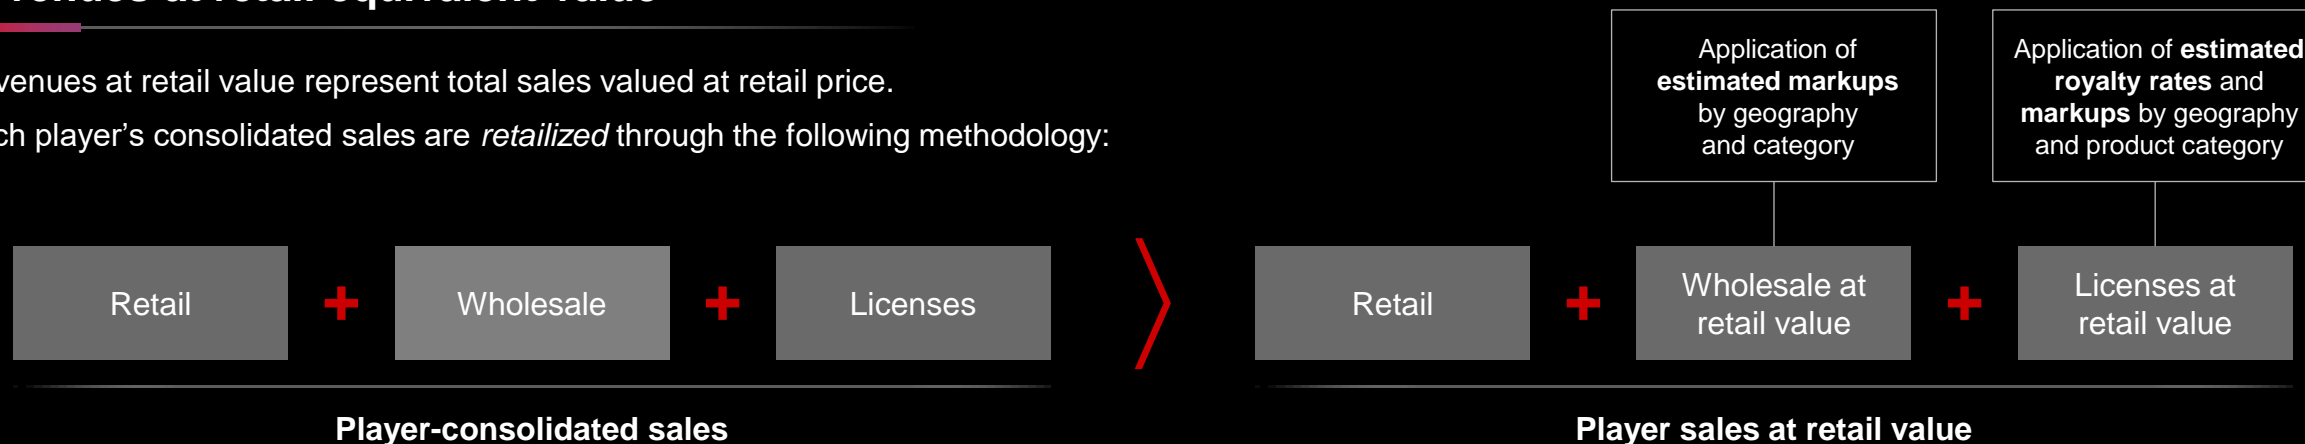 venues at retail value represent total sales valued at retail price.
ch player's consolidated sales are retailized through the following methodology:
Application of
estimated markups
by geography
and category
Application of estimated
royalty rates and
markups by geography
and product category
Retail
+
Wholesale
+
Licenses
Retail
+
Wholesale at
retail value
+
Licenses at
retail value
Player-consolidated sales
Player sales at retail value